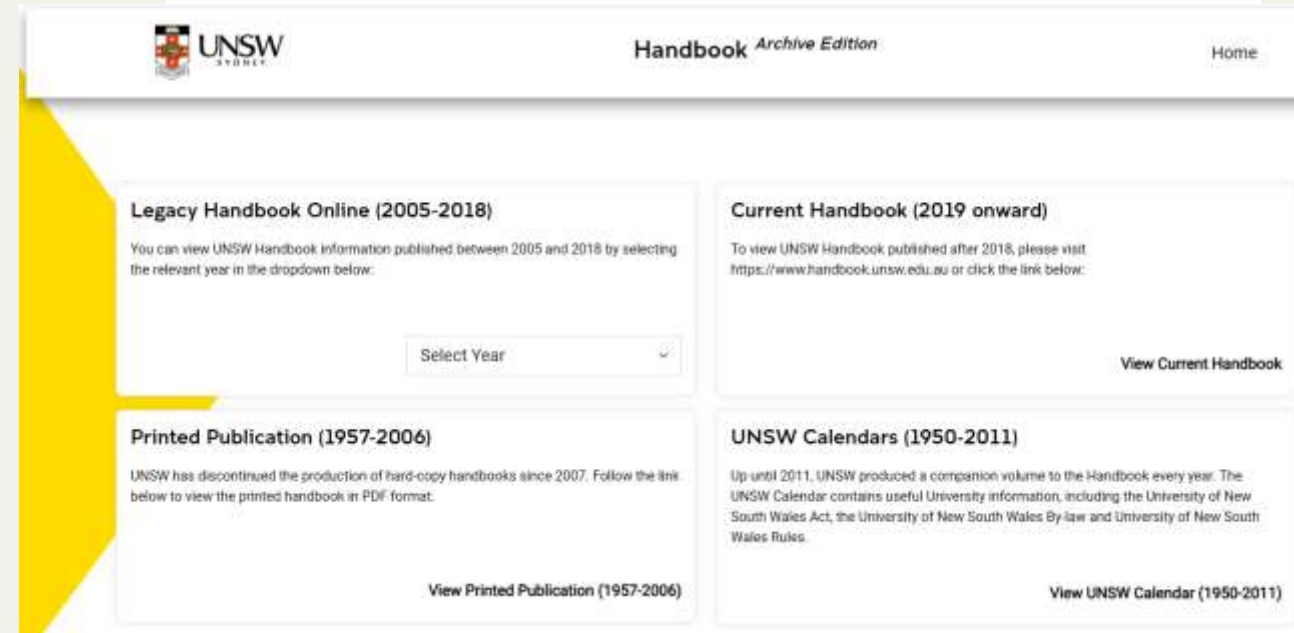 UNSW
SYDNEY
Handbook Archive Edition
Home
Legacy Handbook Online (2005-2018)
You can view UNSW Handbook information published between 2005 and 2018 by selecting
the relevant year in the dropdown below:
Select Year
Current Handbook (2019 onward)
To view UNSW Handbook published after 2018, please visit
https://www.handbook.unsw.edu.au or click the link below:
View Current Handbook
Printed Publication (1957-2006)
UNSW has discontinued the production of hard-copy handbooks since 2007. Follow the link
below to view the printed handbook in PDF format.
View Printed Publication (1957-2006)
UNSW Calendars (1950-2011)
Up until 2011, UNSW produced a companion volume to the Handbook every year. The
UNSW Calendar contains useful University information, including the University of New
South Wales Act, the University of New South Wales By-law and University of New South
Wales Rules.
View UNSW Calendar (1950-2011)